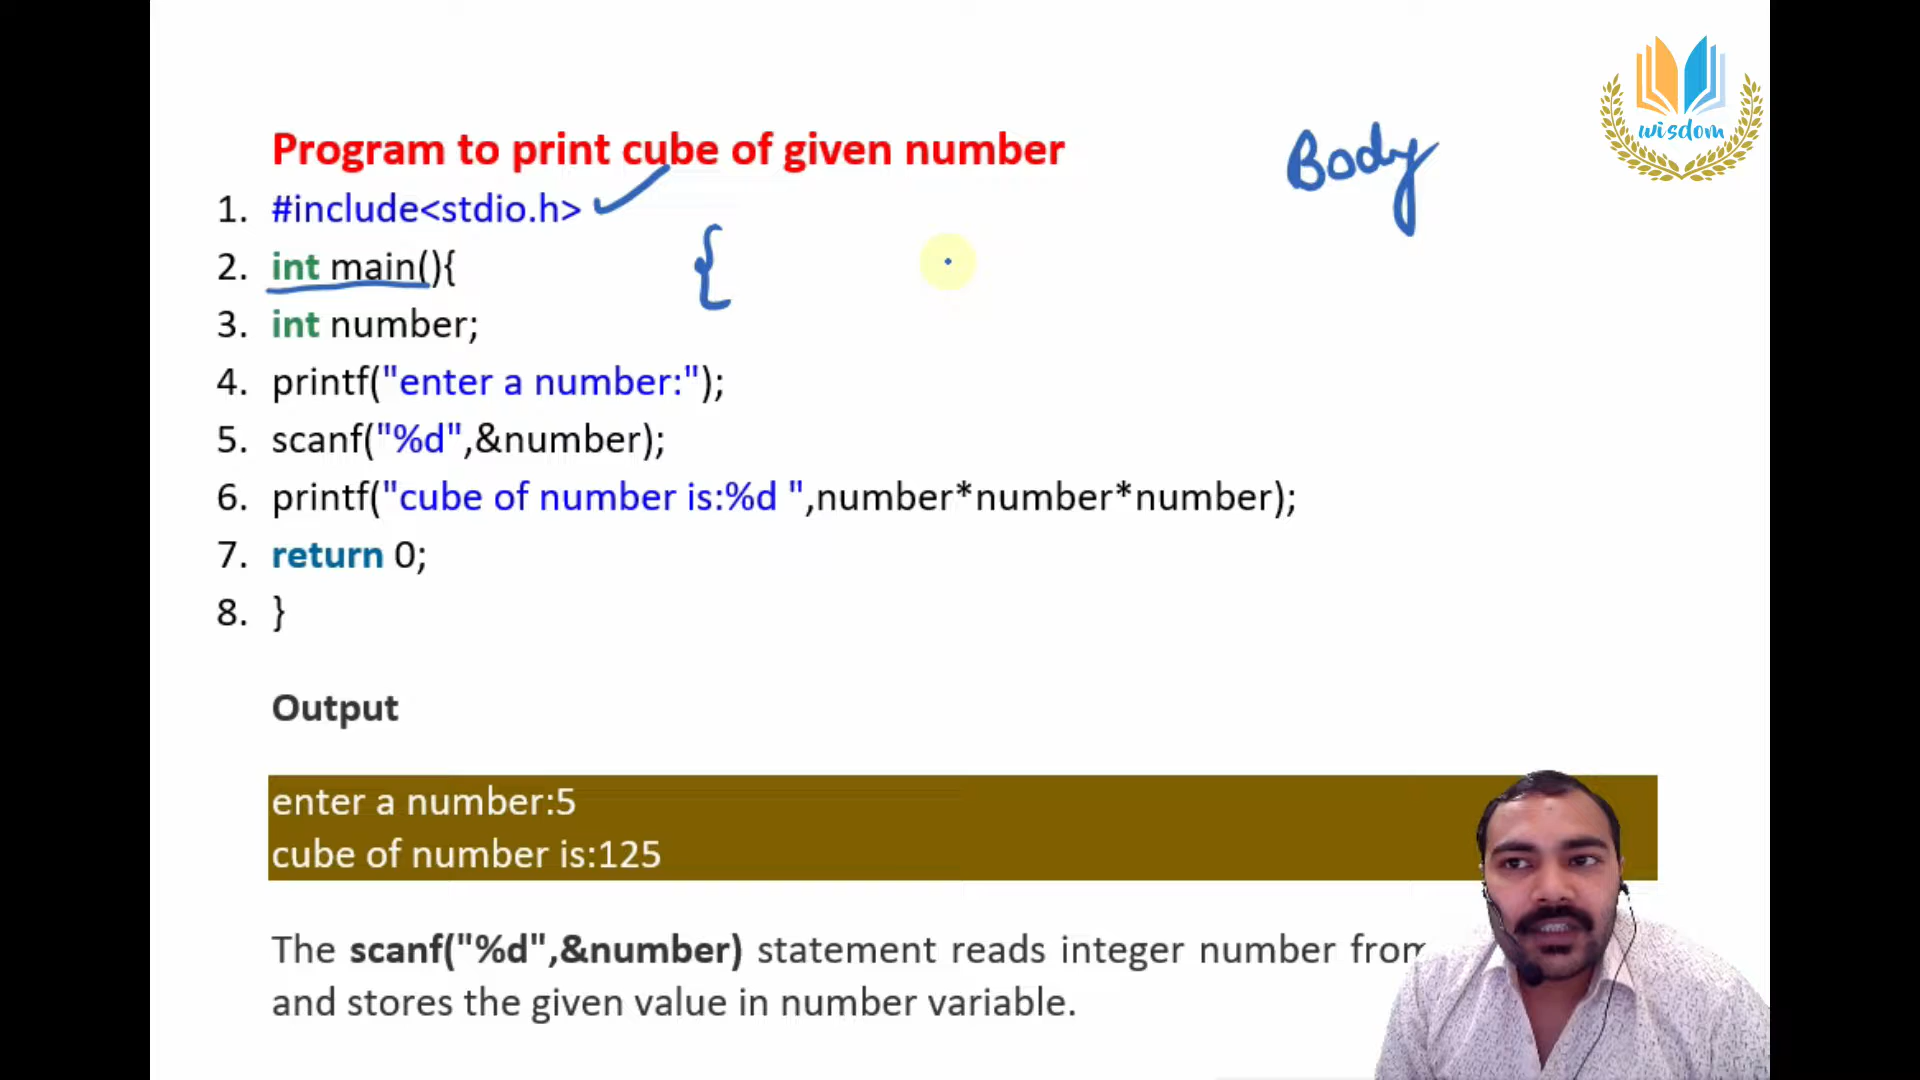 Program to print cube of given number
Body
wisdom
1. #include<stdio.h>
2. int main(){
{
3. int number;
4. printf("enter a number:");
5. scanf("%d",&number);
6. printf("cube of number is:%d ",number*number*number);
7. return 0;
8. }
Output
enter a number:5
cube of number is:125
The scanf("%d",&number) statement reads integer number
and stores the given value in number variable.